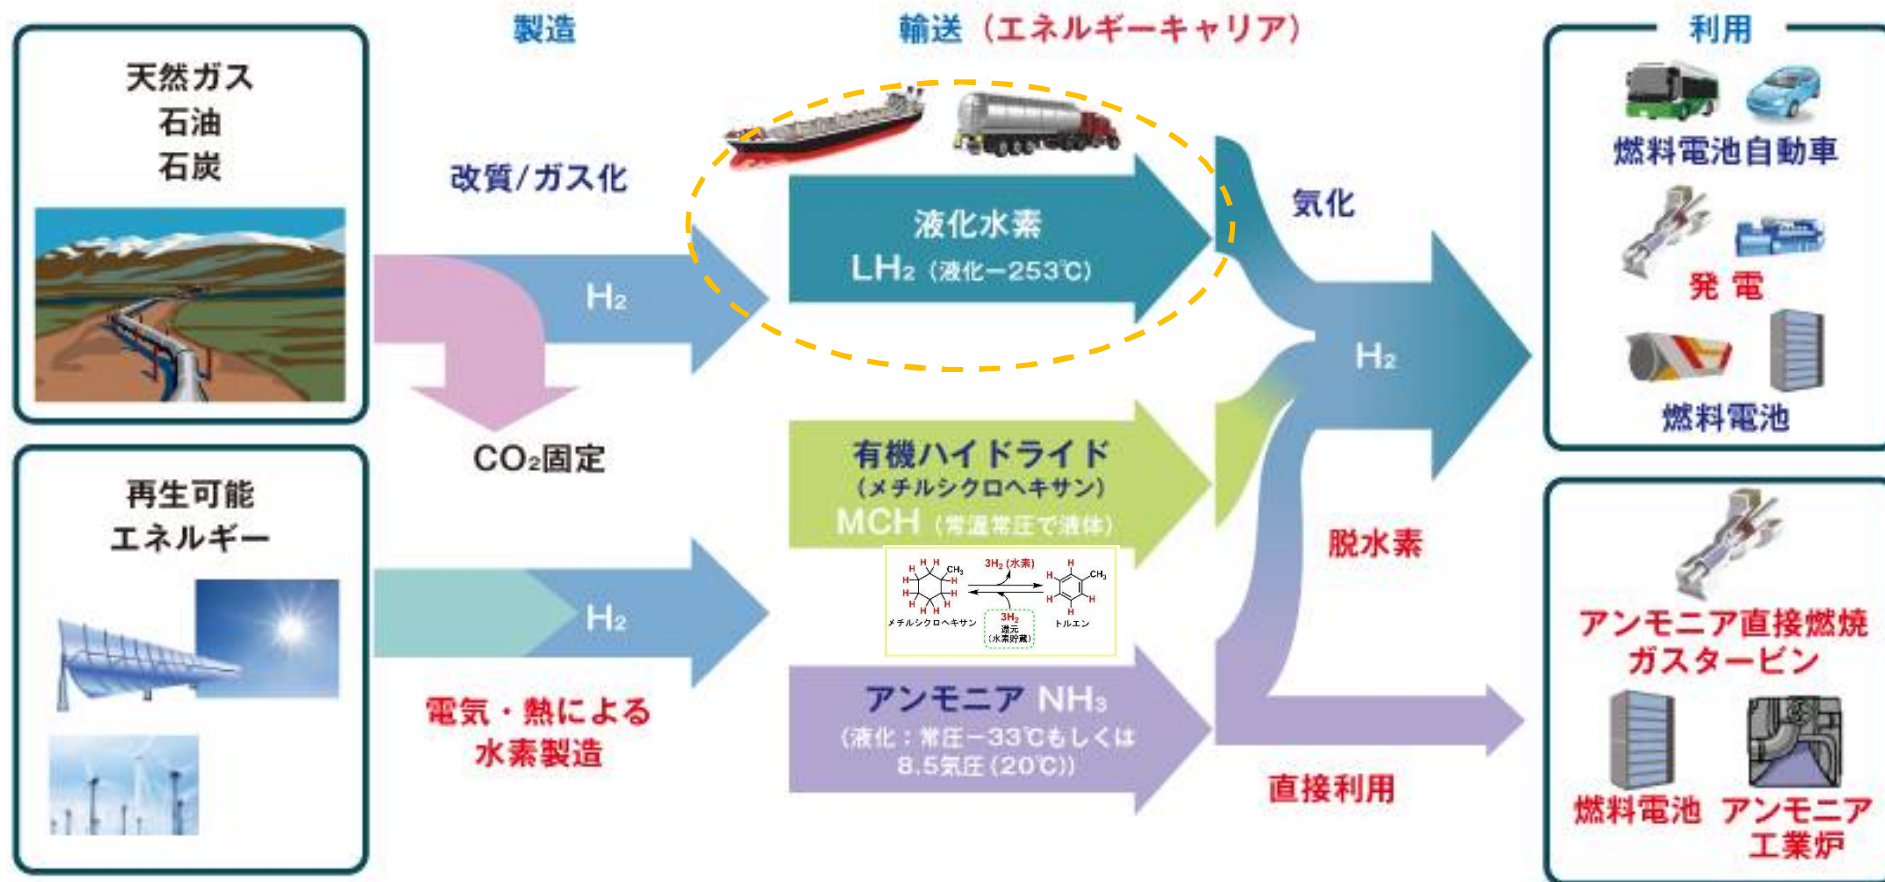 製造
輸送（エネルギーキャリア）
利用
天然ガス
石油
石炭
改質/ガス化
H₂
CO₂固定
再生可能
エネルギー
H₂
電気・熱による
水素製造
液化水素
LH₂（液化－253℃）
有機ハイドライド
（メチルシクロヘキサン）
MCH（常温常圧で液体）
H H H CH₃
H H
H H
H H H H
メチルシクロヘキサン
3H₂(水素)
3H₂
還元
(水素貯蔵)
H
H CH₃
H H
H
トルエン
アンモニア NH₃
（液化：常圧－33℃もしくは
8.5気圧（20℃））
気化
H₂
脱水素
直接利用
燃料電池自動車
発電
燃料電池
アンモニア直接燃焼
ガスタービン
燃料電池
アンモニア
工業炉